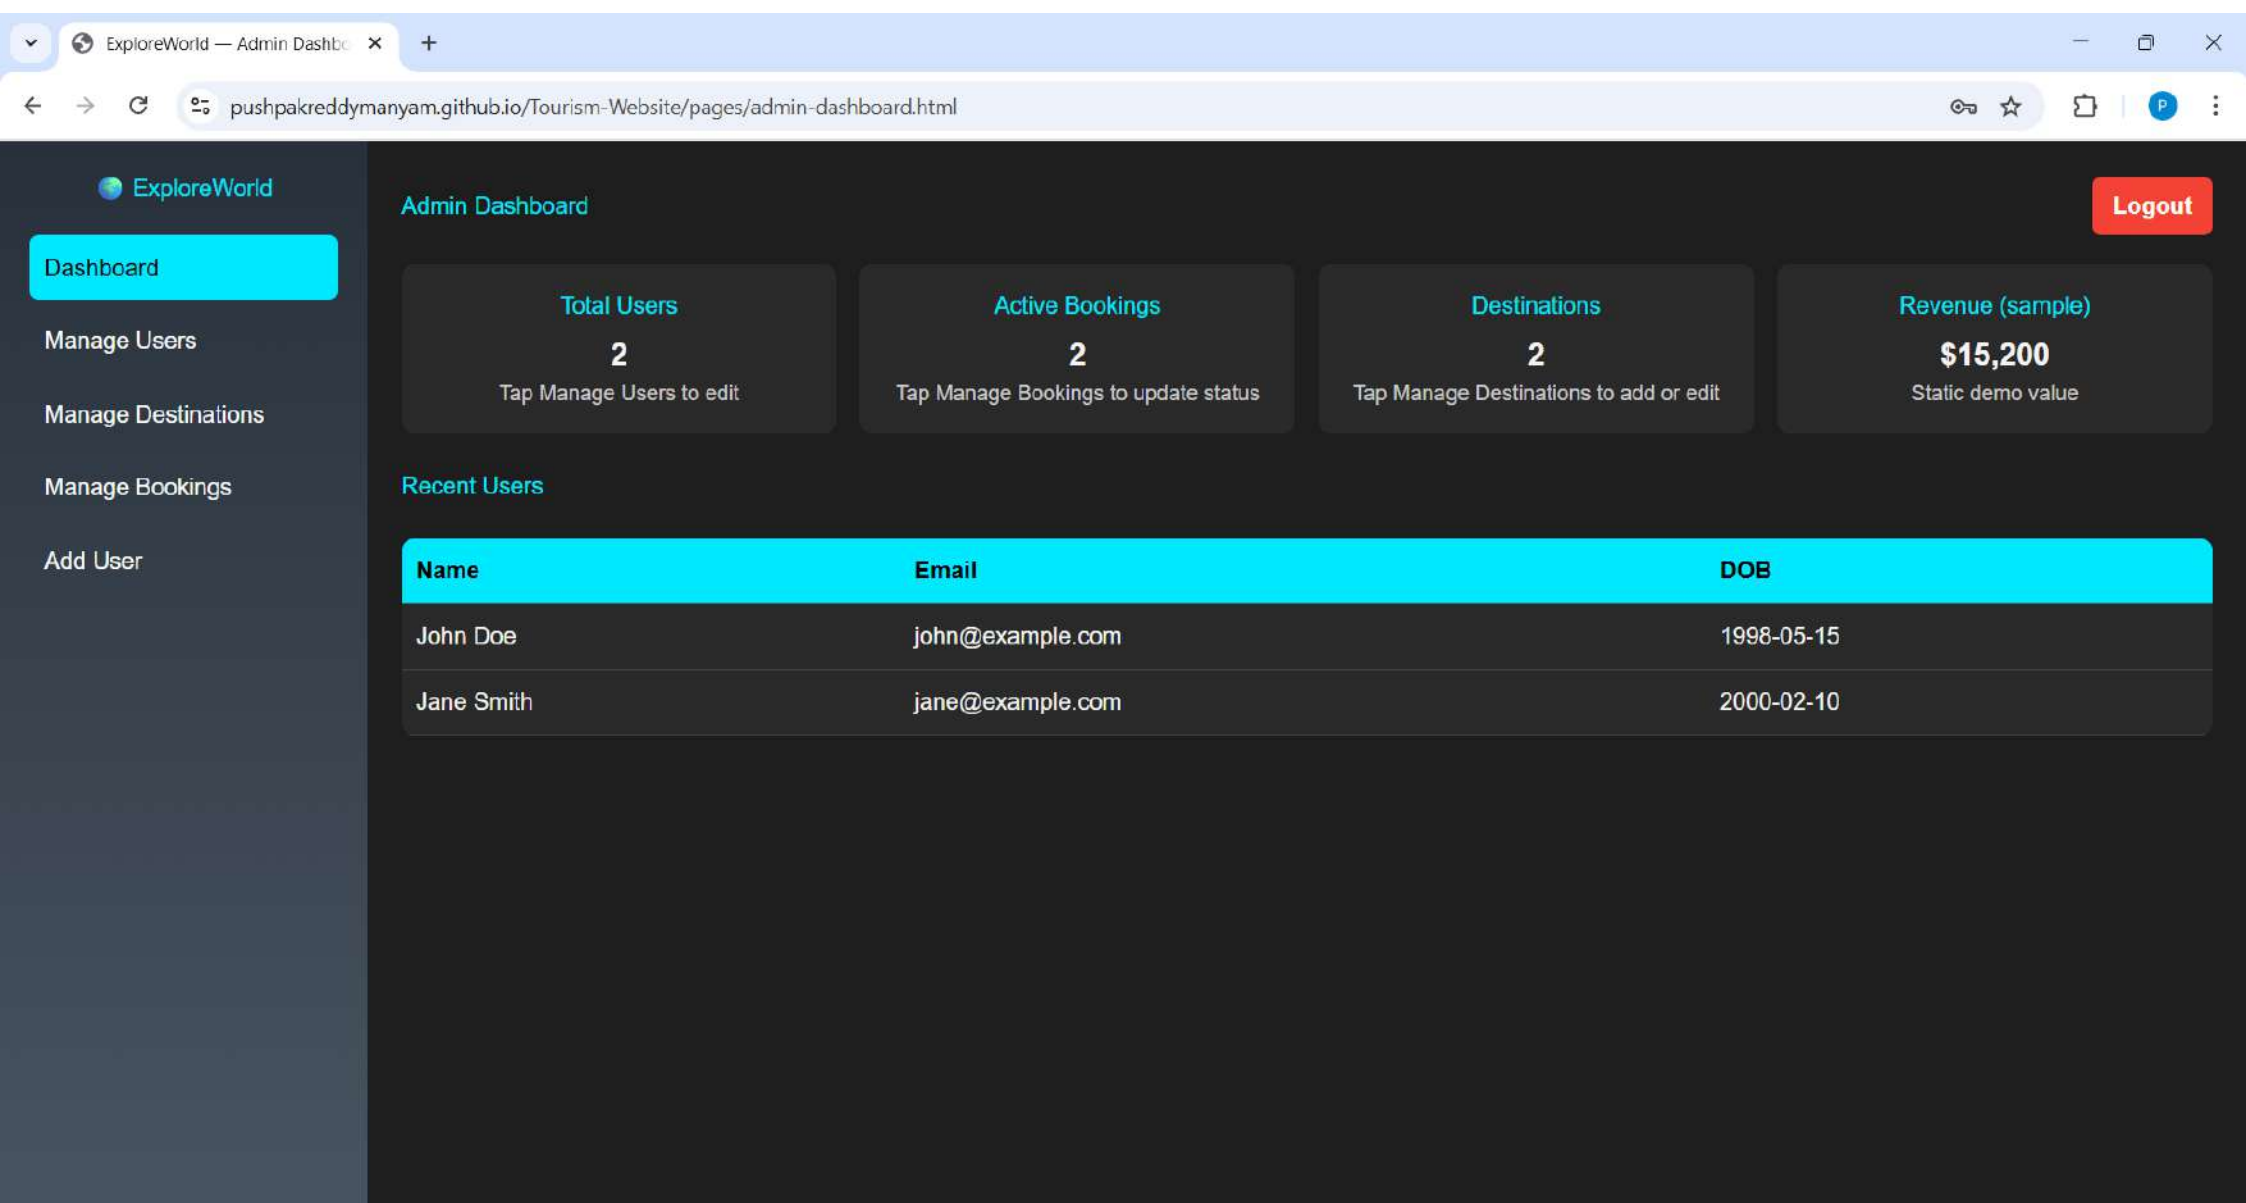 ExploreWorld — Admin Dashbo
pushpakreddymanyam.github.io/Tourism-Website/pages/admin-dashboard.html
P
ExploreWorld
Dashboard
Manage Users
Manage Destinations
Manage Bookings
Add User
Admin Dashboard
Logout
Total Users
2
Tap Manage Users to edit
Active Bookings
2
Tap Manage Bookings to update status
Destinations
2
Tap Manage Destinations to add or edit
Revenue (sample)
$15,200
Static demo value
Recent Users
Name Email DOB
John Doe john@example.com 1998-05-15
Jane Smith jane@example.com 2000-02-10